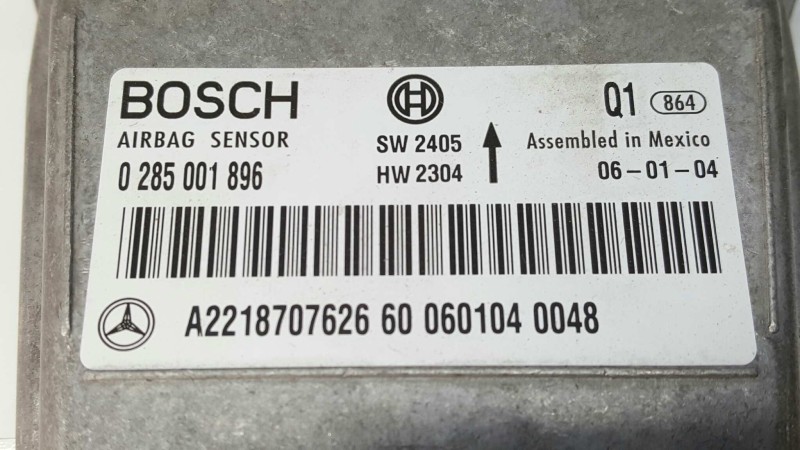 BOSCH
Q1 864
AIRBAG SENSOR
SW 2405
Assembled in Mexico
0 285 001 896
HW 2304
06-01-04
A2218707626 60 060104 0048